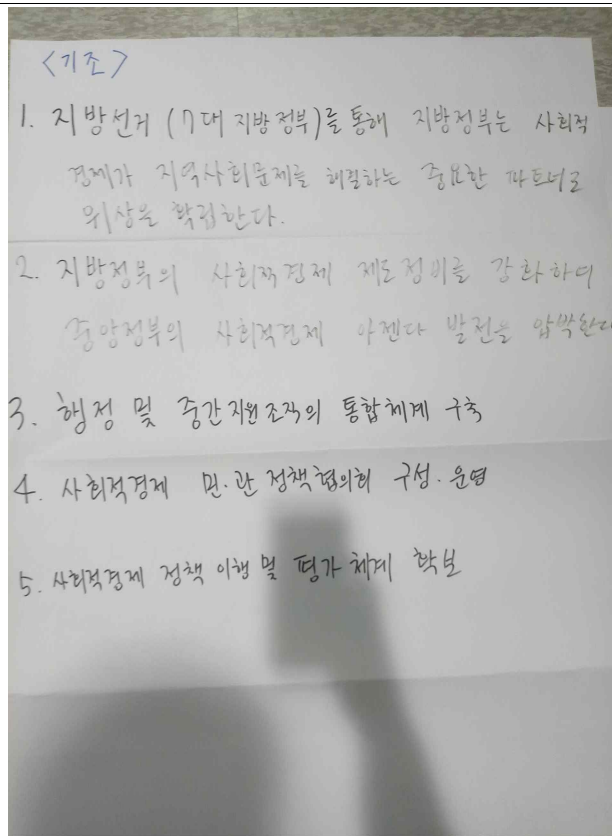 <기조>
1. 지방선거 (7대 지방정부)를 통해 지방정부는 사회적
경제가 지역사회문제를 해결하는 중요한 파트너로
위상을 확립한다.
2. 지방정부의 사회적경제 제도정비를 강화하며
중앙정부의 사회적경제 아젠다 발전을 압박한다
3. 행정 및 중간지원조직의 통합체계 구축
4. 사회적경제 민·관 정책협의회 구성·운영
5. 사회적경제 정책 이행 및 평가 체계 확보